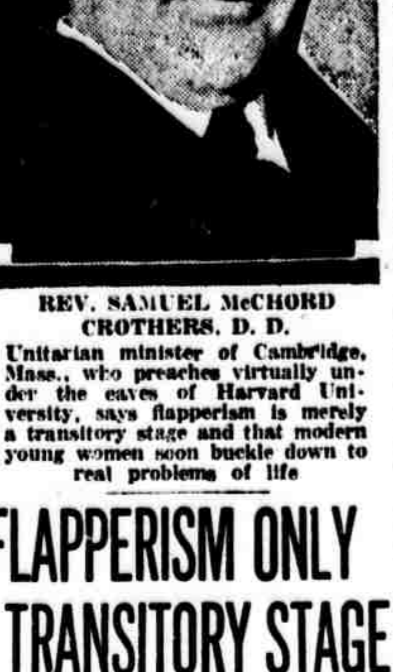 REV. SAMUEL McCHORD
CROTHERS, D. D.
Unitarian minister of Cambridge,
Mass., who preaches virtually un-
der the eaves of Harvard Uni-
versity, says flapperism is merely
a transitory stage and that modern
young women soon buckle down to
real problems of life
FLAPPERISM ONLY
TRANSITORY STAGE